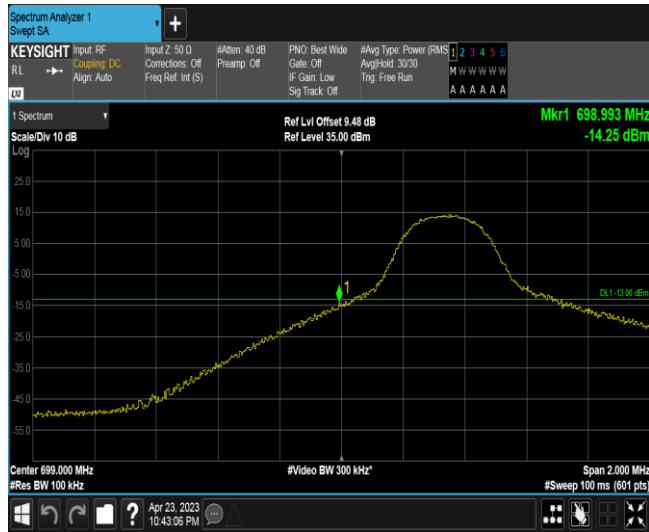 Spectrum Analyzer 1
Swept SA
KEYSIGHT
RL
LXI
Input: RF
Coupling: DC
Align: Auto
Input Z: 50 Ω
Corrections: Off
Freq Ref: Int (S)
#Atten: 40 dB
Preamp: Off
PNO: Best Wide
Gate: Off
IF Gain: Low
Sig Track: Off
#Avg Type: Power (RMS
Avg|Hold: 30/30
Trig: Free Run
1 2 3 4 5 6
M W W W W W
A A A A A A
1 Spectrum
Scale/Div 10 dB
Log
Ref Lvl Offset 9.48 dB
Ref Level 35.00 dBm
Mkr1 698.993 MHz
-14.25 dBm
25.0
15.0
5.00
-5.00
1
DL1 -13.00 dBm
-15.0
-25.0
-35.0
-45.0
-55.0
Center 699.000 MHz
#Res BW 100 kHz
#Video BW 300 kHz*
Span 2.000 MHz
#Sweep 100 ms (601 pts)
?
Apr 23, 2023
10:43:06 PM